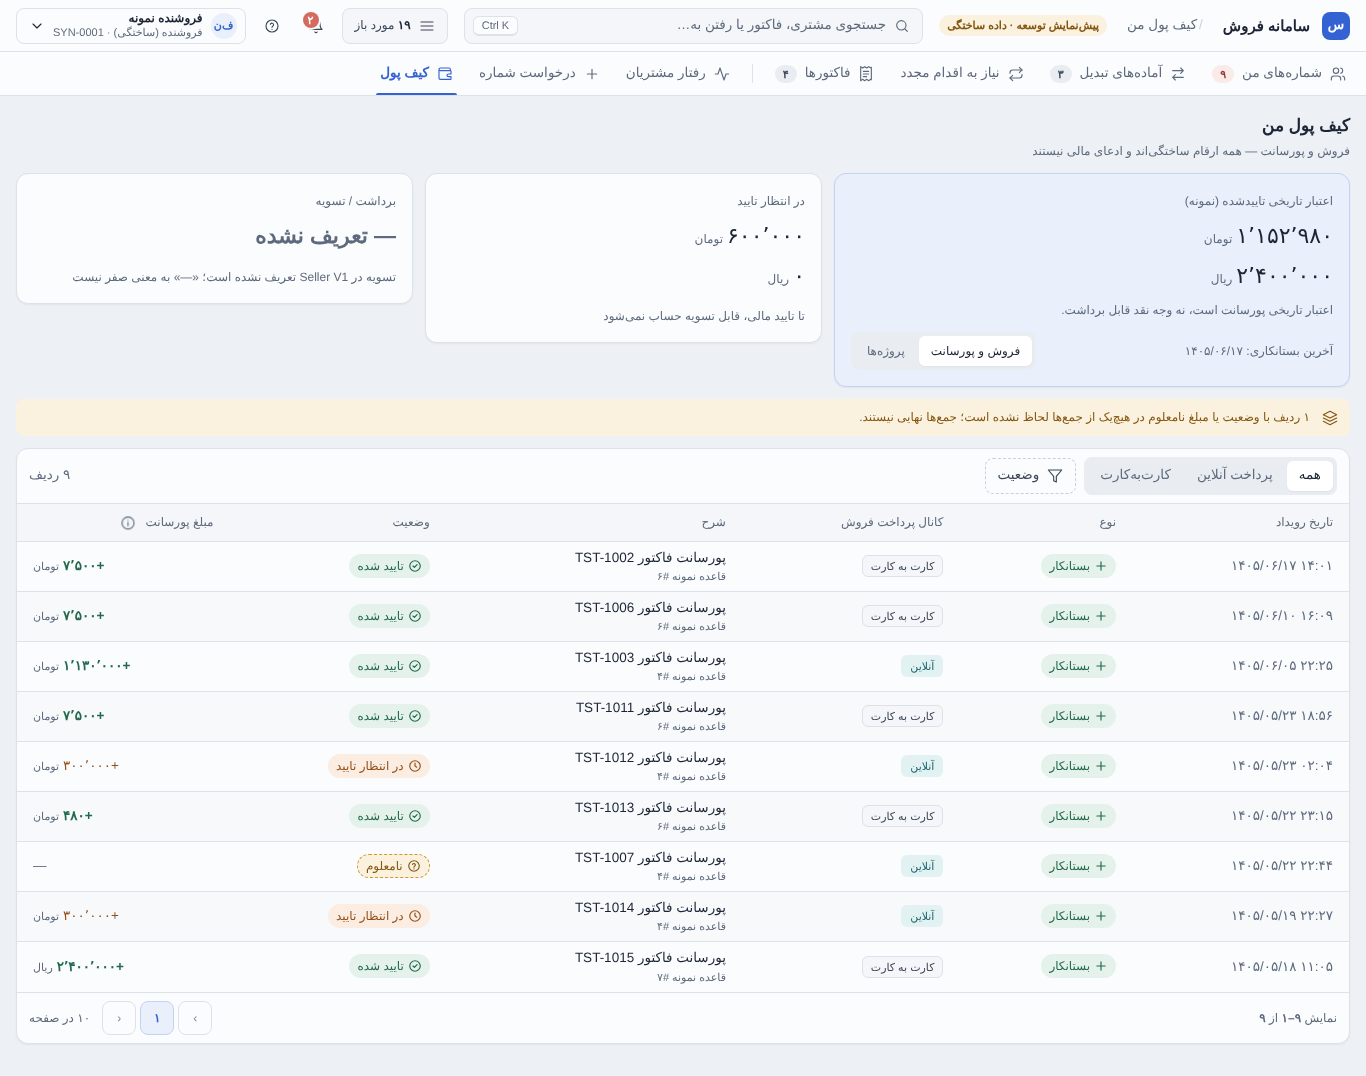 س
سامانه فروش
/ کیف پول من
پیش‌نمایش توسعه · داده ساختگی
جستجوی مشتری، فاکتور یا رفتن به…
Ctrl K
۱۹ مورد باز
۲
ف‌ن
فروشنده نمونه
فروشنده (ساختگی) · SYN-0001
شماره‌های من ۹
آماده‌های تبدیل ۳
نیاز به اقدام مجدد
فاکتورها ۴
رفتار مشتریان
درخواست شماره
کیف پول
کیف پول من
فروش و پورسانت — همه ارقام ساختگی‌اند و ادعای مالی نیستند
اعتبار تاریخی تاییدشده (نمونه)
۱٬۱۵۲٬۹۸۰ تومان
۲٬۴۰۰٬۰۰۰ ریال
اعتبار تاریخی پورسانت است، نه وجه نقد قابل برداشت.
آخرین بستانکاری: ۱۴۰۵/۰۶/۱۷
فروش و پورسانت
پروژه‌ها
در انتظار تایید
۶۰۰٬۰۰۰ تومان
۰ ریال
تا تایید مالی، قابل تسویه حساب نمی‌شود
برداشت / تسویه
— تعریف نشده
تسویه در Seller V1 تعریف نشده است؛ «—» به معنی صفر نیست
۱ ردیف با وضعیت یا مبلغ نامعلوم در هیچ‌یک از جمع‌ها لحاظ نشده است؛ جمع‌ها نهایی نیستند.
همه
پرداخت آنلاین
کارت‌به‌کارت
وضعیت
۹ ردیف
تاریخ رویداد نوع کانال پرداخت فروش شرح وضعیت مبلغ پورسانت
۱۴۰۵/۰۶/۱۷ ۱۴:۰۱ بستانکار کارت به کارت پورسانت فاکتور TST-1002 تایید شده +۷٬۵۰۰ تومان
قاعده نمونه #۶
۱۴۰۵/۰۶/۱۰ ۱۶:۰۹ بستانکار کارت به کارت پورسانت فاکتور TST-1006 تایید شده +۷٬۵۰۰ تومان
قاعده نمونه #۶
۱۴۰۵/۰۶/۰۵ ۲۲:۲۵ بستانکار آنلاین پورسانت فاکتور TST-1003 تایید شده +۱٬۱۳۰٬۰۰۰ تومان
قاعده نمونه #۴
۱۴۰۵/۰۵/۲۳ ۱۸:۵۶ بستانکار کارت به کارت پورسانت فاکتور TST-1011 تایید شده +۷٬۵۰۰ تومان
قاعده نمونه #۶
۱۴۰۵/۰۵/۲۳ ۰۲:۰۴ بستانکار آنلاین پورسانت فاکتور TST-1012 در انتظار تایید +۳۰۰٬۰۰۰ تومان
قاعده نمونه #۴
۱۴۰۵/۰۵/۲۲ ۲۳:۱۵ بستانکار کارت به کارت پورسانت فاکتور TST-1013 تایید شده +۴۸۰ تومان
قاعده نمونه #۶
۱۴۰۵/۰۵/۲۲ ۲۲:۴۴ بستانکار آنلاین پورسانت فاکتور TST-1007 نامعلوم —
قاعده نمونه #۴
۱۴۰۵/۰۵/۱۹ ۲۲:۲۷ بستانکار آنلاین پورسانت فاکتور TST-1014 در انتظار تایید +۳۰۰٬۰۰۰ تومان
قاعده نمونه #۴
۱۴۰۵/۰۵/۱۸ ۱۱:۰۵ بستانکار کارت به کارت پورسانت فاکتور TST-1015 تایید شده +۲٬۴۰۰٬۰۰۰ ریال
قاعده نمونه #۷
نمایش ۹–۱ از ۹
۱
۱۰ در صفحه